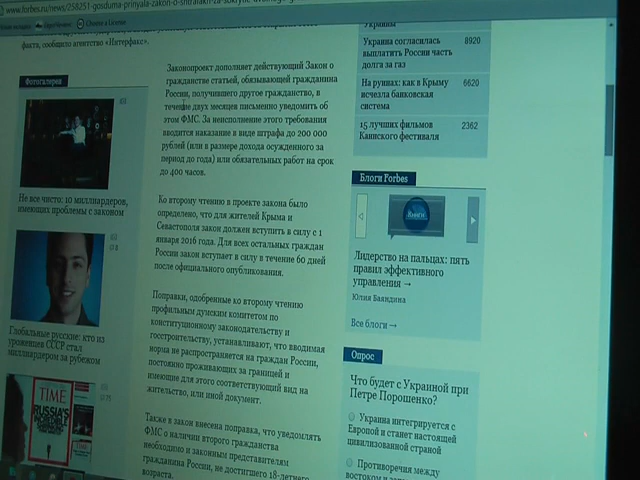 www.forbes.ru/news/258251-gosduma-prinyala-zakon-o-shtrafakh-za-sokrytie-dvoinogo-g
факта, сообщило агентство «Интерфакс».
Фотогалереи
Не все чисто: 10 миллиардеров,
имеющих проблемы с законом
8
Глобальные русские: кто из
уроженцев СССР стал
миллиардером за рубежом
75
TIME
RUSSIA'S
INCREDIBLE
Законопроект дополняет действующий Закон о
гражданстве статьей, обязывающей гражданина
России, получившего другое гражданство, в
течение двух месяцев письменно уведомить об
этом ФМС. За неисполнение этого требования
вводится наказание в виде штрафа до 200 000
рублей (или в размере дохода осужденного за
период до года) или обязательных работ на срок
до 400 часов.
Ко второму чтению в проекте закона было
определено, что для жителей Крыма и
Севастополя закон должен вступить в силу с 1
января 2016 года. Для всех остальных граждан
России закон вступает в силу в течение 60 дней
после официального опубликования.
Поправки, одобренные ко второму чтению
профильным думским комитетом по
конституционному законодательству и
госстроительству, устанавливают, что вводимая
норма не распространяется на граждан России,
постоянно проживающих за границей и
имеющие для этого соответствующий вид на
жительство, или иной документ.
Также в закон внесена поправка, что уведомлять
ФМС о наличии второго гражданства
необходимо и законным представителям
гражданина России, не достигшего 18-летнего
возраста.
Украины
Украина согласилась 8920
выплатить России часть
долга за газ
На руинах: как в Крыму 6620
исчезла банковская
система
15 лучших фильмов 2362
Каннского фестиваля
Блоги Forbes
Книги
Лидерство на пальцах: пять
правил эффективного
управления →
Юлия Баяндина
Все блоги →
Опрос
Что будет с Украиной при
Петре Порошенко?
Украина интегрируется с
Европой и станет настоящей
цивилизованной страной
Противоречия между